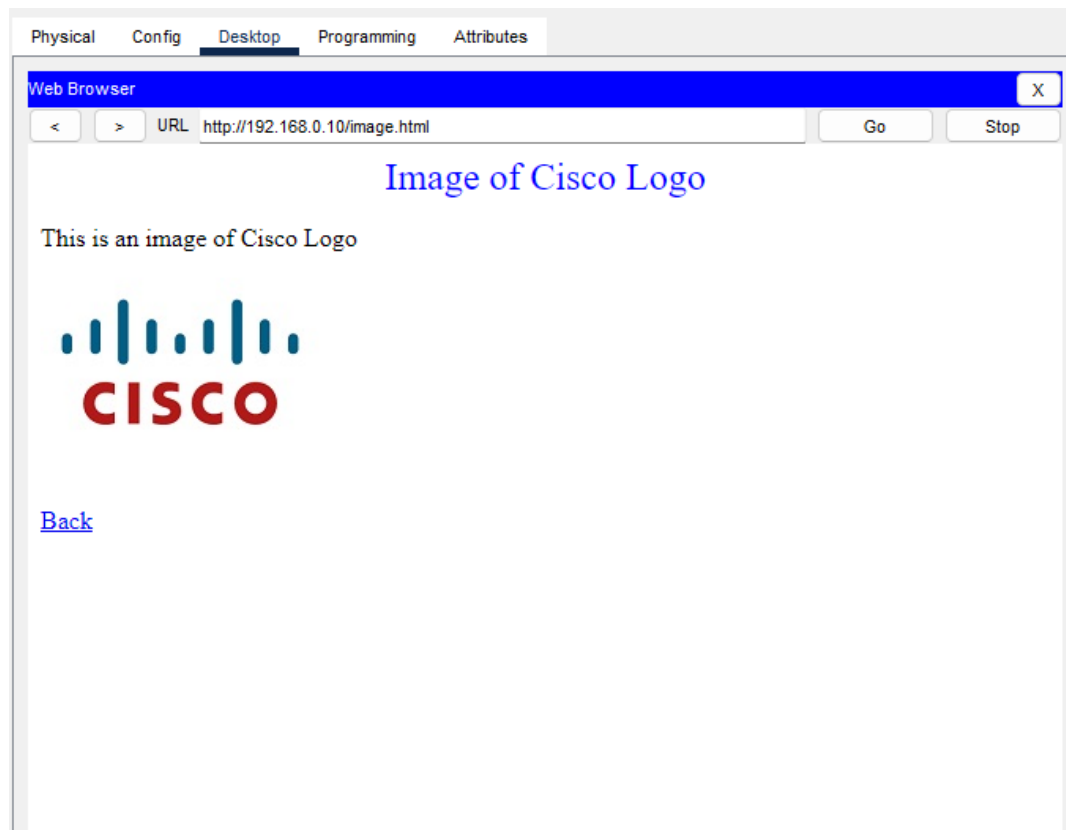 Physical Config Desktop Programming Attributes
Web Browser X
< > URL http://192.168.0.10/image.html Go Stop
Image of Cisco Logo
This is an image of Cisco Logo
CISCO
Back